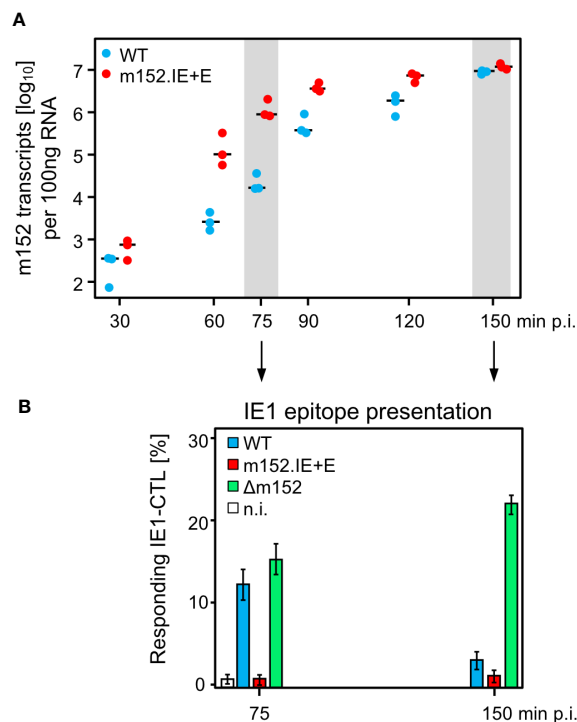 A
WT
m152.IE+E
m152 transcripts [log10]
per 100ng RNA
7
6
5
4
3
2
30 60 75 90 120 150 min p.i.
B
IE1 epitope presentation
Responding IE1-CTL [%]
30
20
10
0
WT
m152.IE+E
Δm152
n.i.
75 150 min p.i.